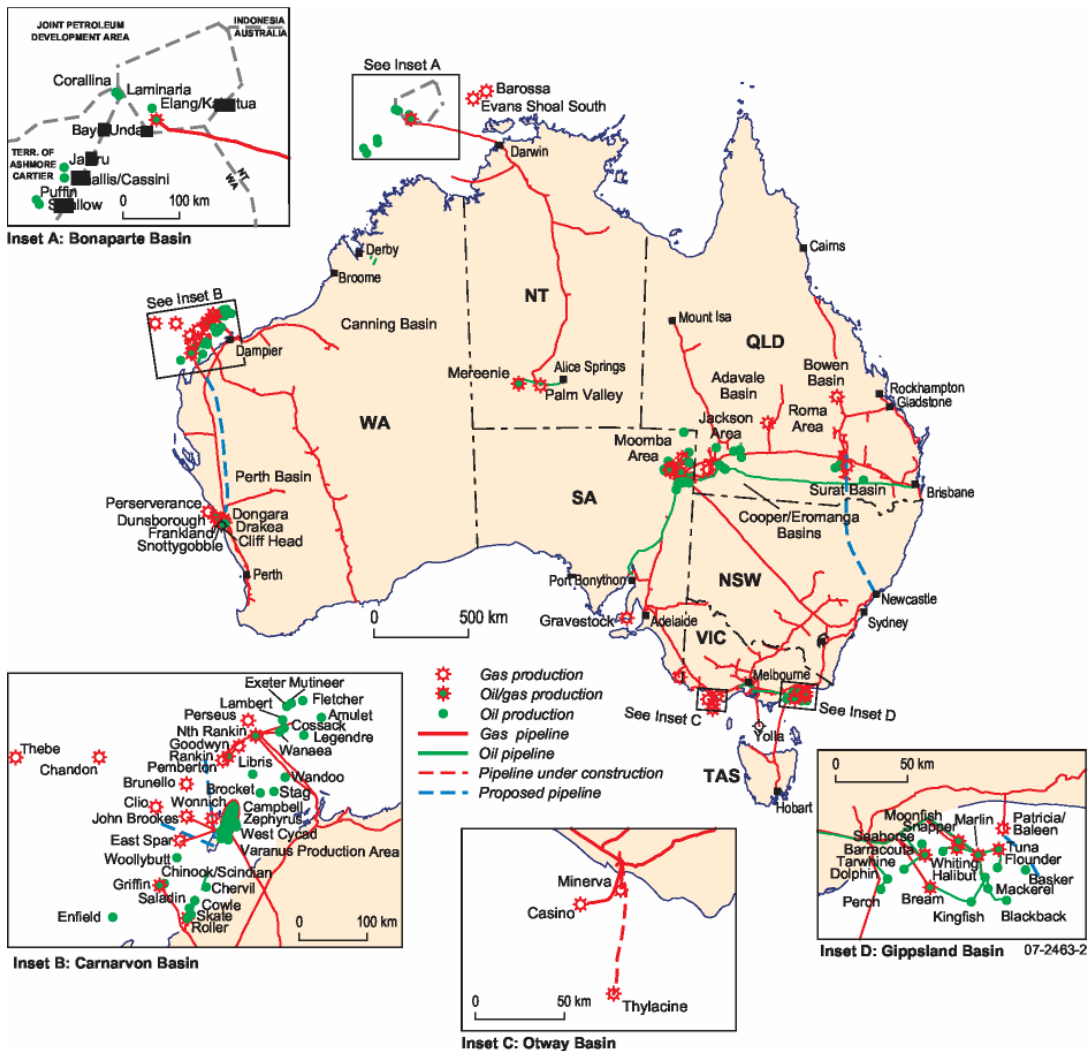 JOINT PETROLEUM
DEVELOPMENT AREA
INDONESIA
AUSTRALIA
Corallina
Laminaria
TERR. OF
ASHMORE
CARTIER
NT
WA
Puffin
0 100 km
Inset A: Bonaparte Basin
See Inset A
Barossa
Evans Shoal South
Darwin
Derby
Broome
Cairns
See Inset B
Dampier
Canning Basin
NT
Mount Isa
QLD
Mereenie
Alice Springs
Palm Valley
Adavale
Basin
Bowen
Basin
Rockhampton
Gladstone
Jackson
Area
Roma
Area
Moomba
Area
WA
SA
Surat Basin
Brisbane
Cooper/Eromanga
Basins
Perth Basin
Perserverance
Dunsborough
Frankland
Snottygobble
Dongara
Drakea
Cliff Head
Perth
Port Bonython
NSW
Newcastle
Sydney
Gravestock
Adelaide
VIC
Melbourne
0 500 km
See Inset C
See Inset D
Yolla
TAS
Hobart
Gas production
Oil/gas production
Oil production
Gas pipeline
Oil pipeline
Pipeline under construction
Proposed pipeline
Exeter Mutineer
Lambert
Fletcher
Perseus
Amulet
Nth Rankin
Cossack
Legendre
Goodwyn
Wanaea
Rankin
Pemberton
Libris
Thebe
Chandon
Wandoo
Brunello
Brocket
Stag
Clio
Wonnich
Campbell
John Brookes
Zephyrus
West Cycad
East Spar
Varanus Production Area
Woollybutt
Chinook/Scindian
Griffin
Chervil
Saladin
Cowle
Enfield
Skate
Roller
0 100 km
Inset B: Carnarvon Basin
Minerva
Casino
Thylacine
0 50 km
Inset C: Otway Basin
0 50 km
Moonfish
Marlin
Patricia/
Baleen
Snapper
Seahorse
Barracouta
Tuna
Tarwhine
Whiting
Flounder
Dolphin
Halibut
Basker
Perch
Bream
Mackerel
Kingfish
Blackback
Inset D: Gippsland Basin
07-2463-2